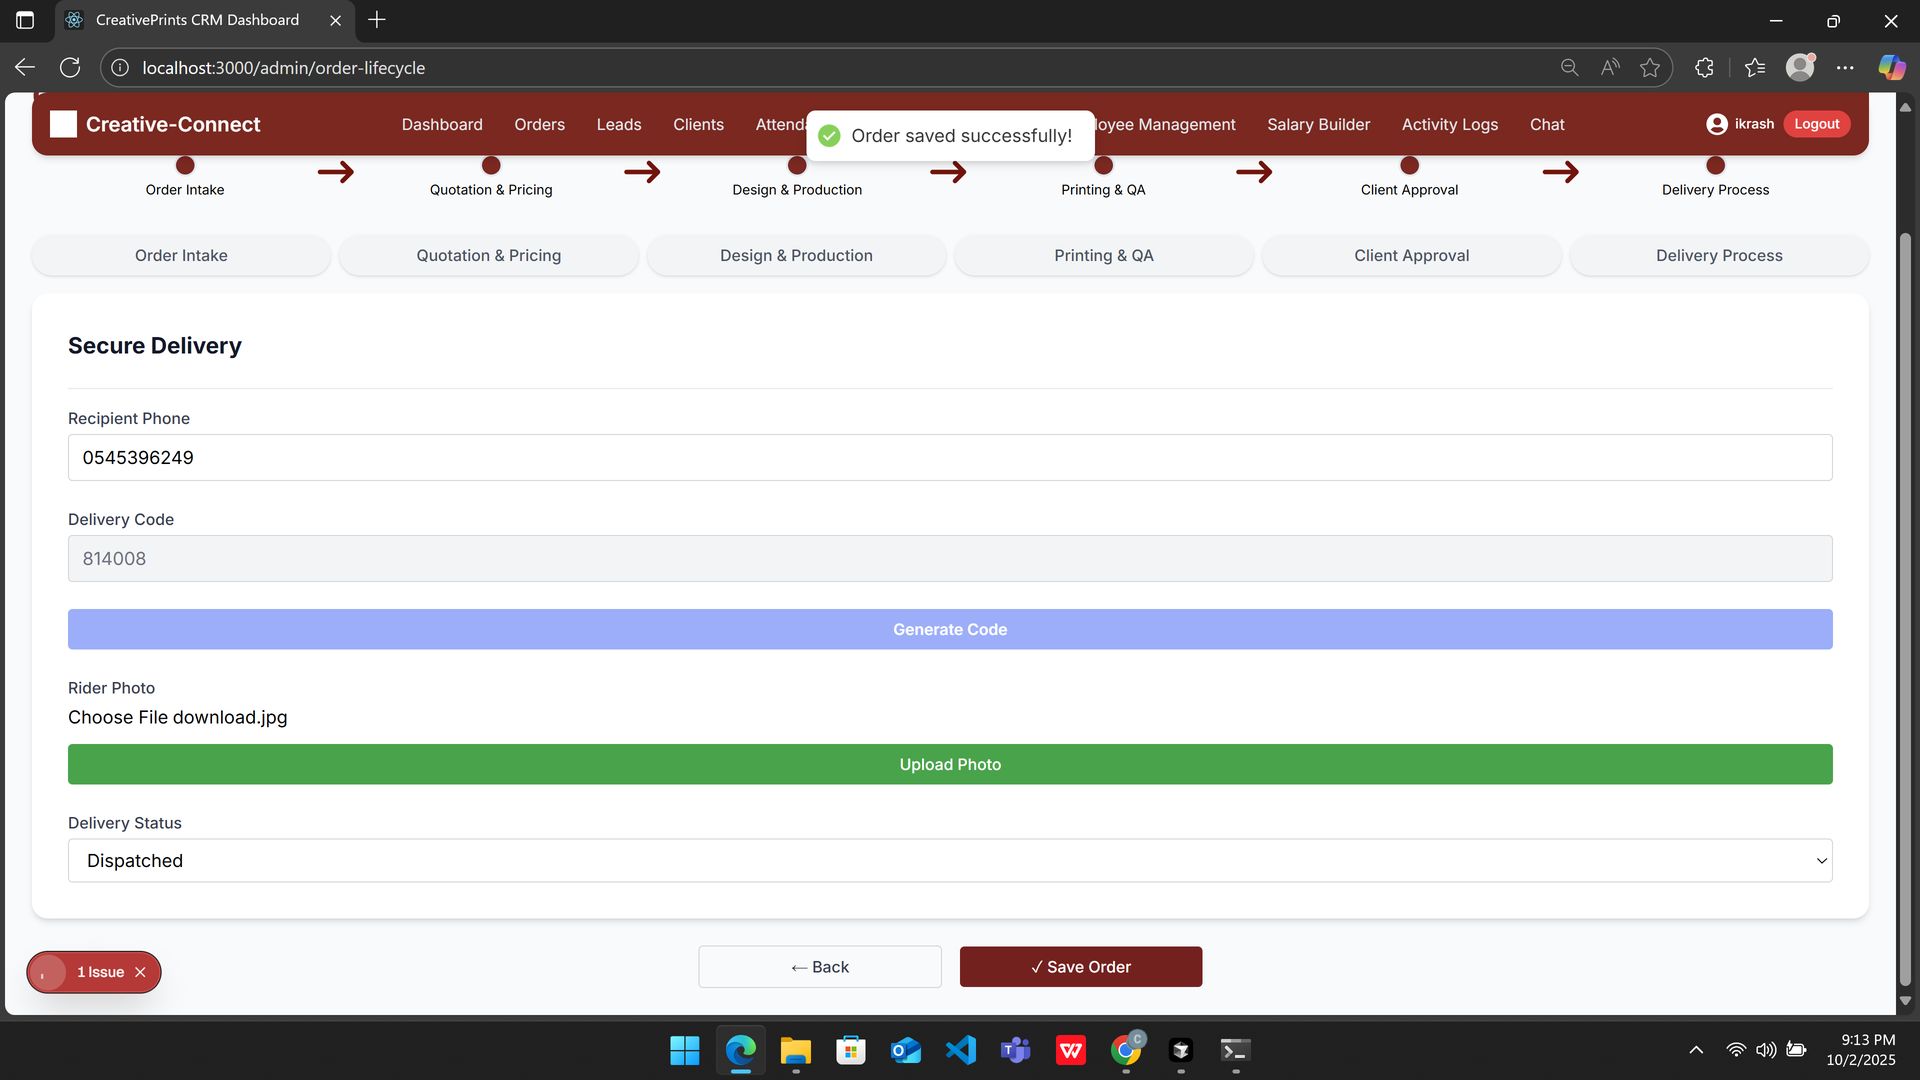 CreativePrints CRM Dashboard
localhost:3000/admin/order-lifecycle
Creative-Connect
Dashboard Orders Leads Clients Attenda loyee Management Salary Builder Activity Logs Chat ikrash Logout
Order saved successfully!
Order Intake Quotation & Pricing Design & Production Printing & QA Client Approval Delivery Process
Order Intake Quotation & Pricing Design & Production Printing & QA Client Approval Delivery Process
Secure Delivery
Recipient Phone
0545396249
Delivery Code
814008
Generate Code
Rider Photo
Choose File download.jpg
Upload Photo
Delivery Status
Dispatched
← Back
✓ Save Order
1 Issue
9:13 PM
10/2/2025